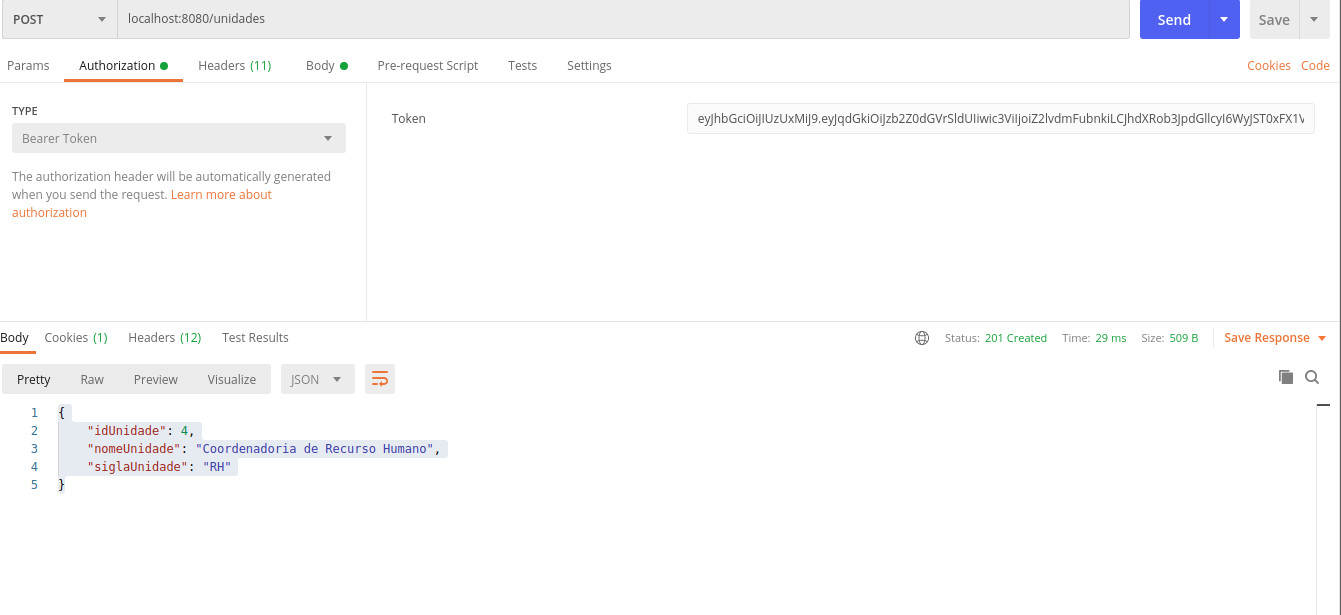 POST localhost:8080/unidades Send Save
Params Authorization Headers (11) Body Pre-request Script Tests Settings Cookies Code
TYPE
Bearer Token
The authorization header will be automatically generated
when you send the request. Learn more about
authorization
Token eyJhbGciOiJIUzUxMiJ9.eyJqdGkiOiJzb2Z0dGVrSldUIiwic3ViIjoiZ2lvdmFubnkiLCJhdXRob3JpdGllcyI6WyJST0xFX1V
Body Cookies (1) Headers (12) Test Results Status: 201 Created Time: 29 ms Size: 509 B Save Response
Pretty Raw Preview Visualize JSON
1 {
2 "idUnidade": 4,
3 "nomeUnidade": "Coordenadoria de Recurso Humano",
4 "siglaUnidade": "RH"
5 }